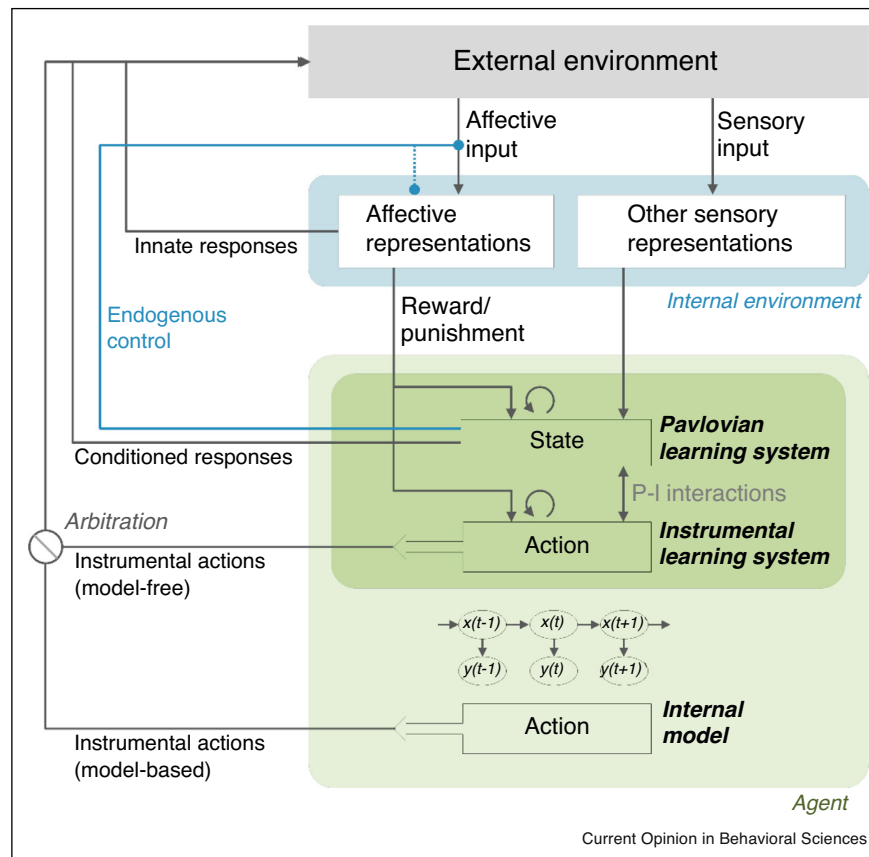 External environment
Affective
input
Sensory
input
Affective
representations
Other sensory
representations
Innate responses
Internal environment
Reward/
punishment
Endogenous
control
State
Pavlovian
learning system
Conditioned responses
P-I interactions
Arbitration
Action
Instrumental
learning system
Instrumental actions
(model-free)
x(t-1) x(t) x(t+1)
y(t-1) y(t) y(t+1)
Action
Internal
model
Instrumental actions
(model-based)
Agent
Current Opinion in Behavioral Sciences